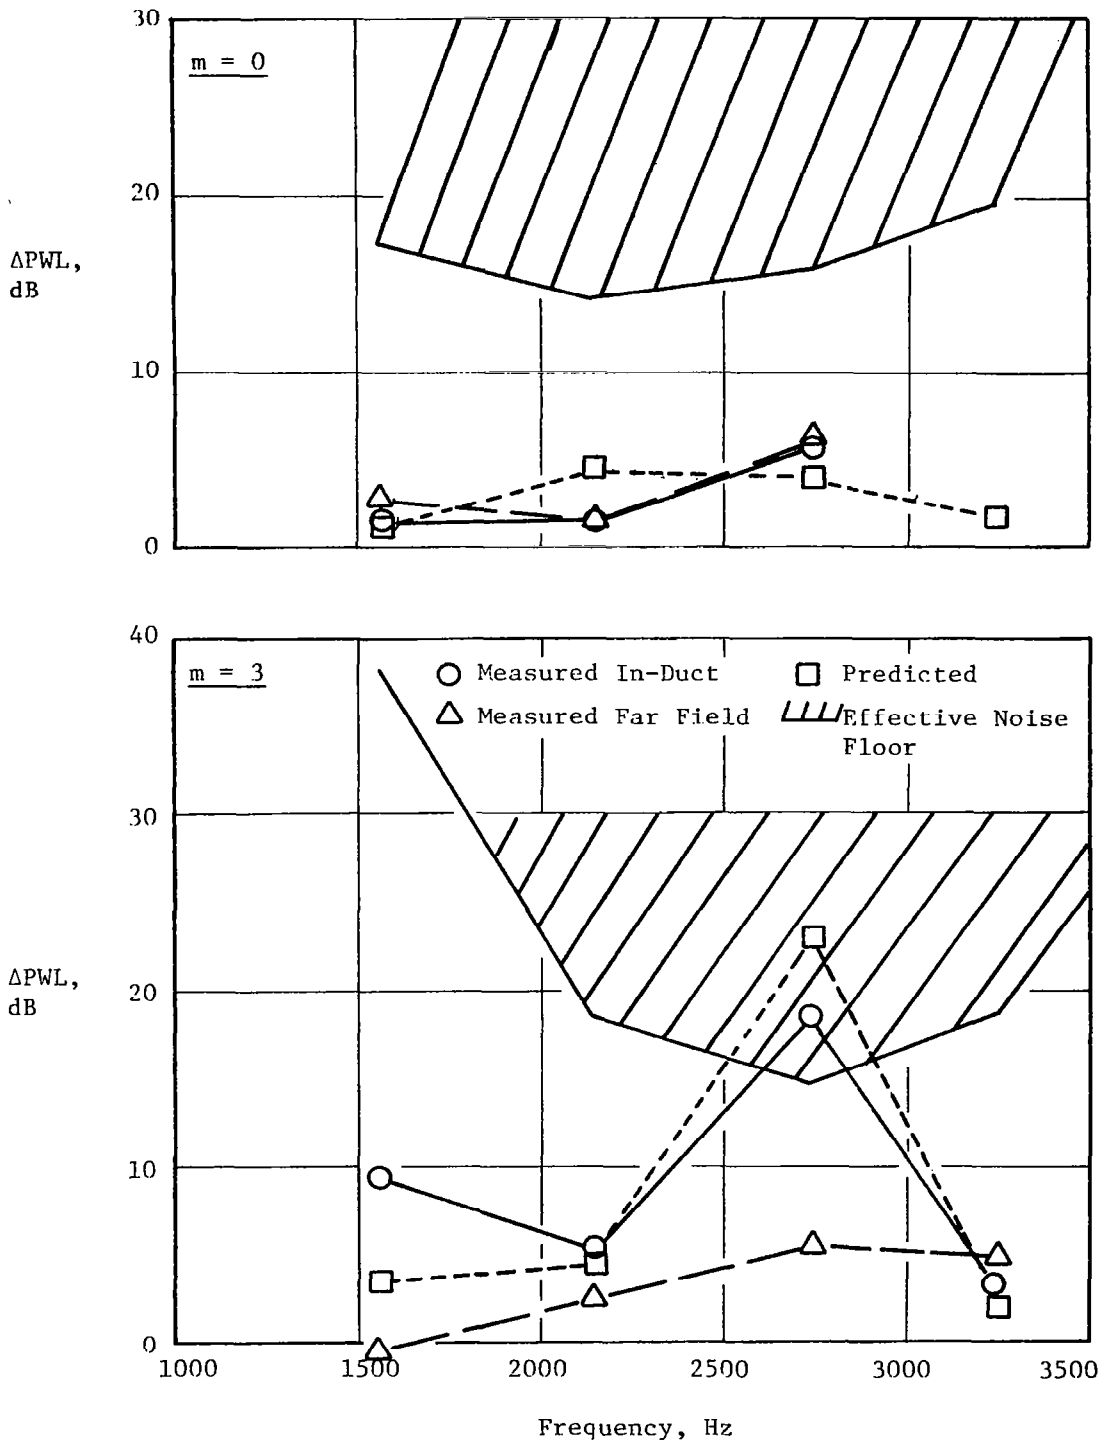 30
m = 0
20
ΔPWL,
dB
10
0
40
m = 3
Measured In-Duct
Predicted
Measured Far Field
Effective Noise
Floor
30
ΔPWL,
dB
20
10
0
1000 1500 2000 2500 3000 3500
Frequency, Hz